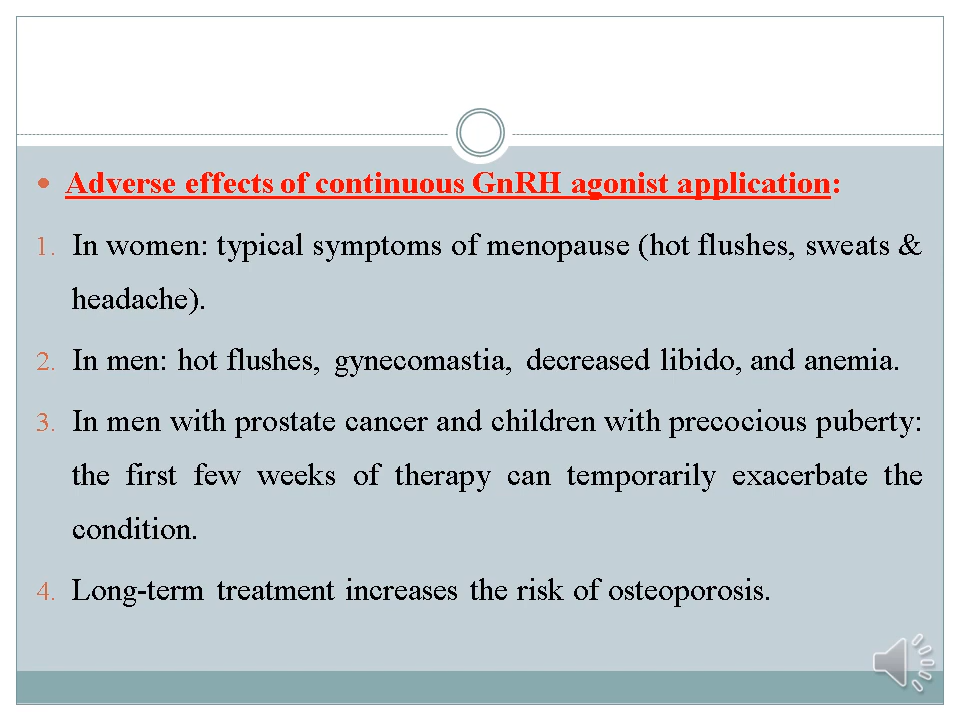 • Adverse effects of continuous GnRH agonist application:
1. In women: typical symptoms of menopause (hot flushes, sweats &
headache).
2. In men: hot flushes, gynecomastia, decreased libido, and anemia.
3. In men with prostate cancer and children with precocious puberty:
the first few weeks of therapy can temporarily exacerbate the
condition.
4. Long-term treatment increases the risk of osteoporosis.